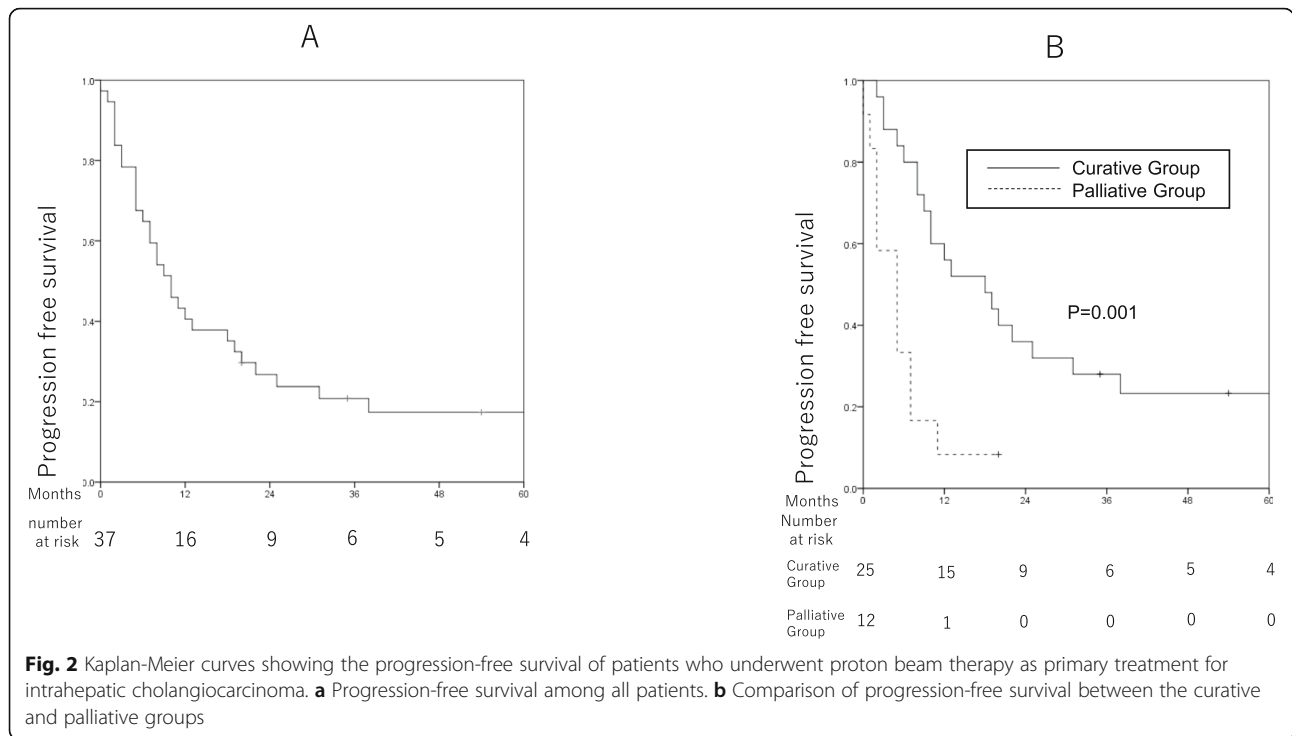 A
1.0
0.8
0.6
0.4
0.2
0.0
Progression free survival
Months
0 12 24 36 48 60
number
at risk 37 16 9 6 5 4
B
1.0
0.8
0.6
0.4
0.2
0.0
Progression free survival
Curative Group
Palliative Group
P=0.001
Months
0 12 24 36 48 60
Number
at risk
Curative
Group 25 15 9 6 5 4
Palliative
Group 12 1 0 0 0 0
Fig. 2 Kaplan-Meier curves showing the progression-free survival of patients who underwent proton beam therapy as primary treatment for
intrahepatic cholangiocarcinoma. a Progression-free survival among all patients. b Comparison of progression-free survival between the curative
and palliative groups